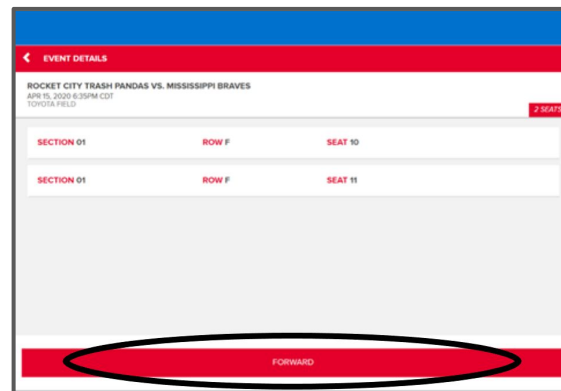 EVENT DETAILS
ROCKET CITY TRASH PANDAS VS. MISSISSIPPI BRAVES
APR 15, 2020 6:35PM CDT
TOYOTA FIELD
2 SEATS
SECTION 01 ROW F SEAT 10
SECTION 01 ROW F SEAT 11
FORWARD